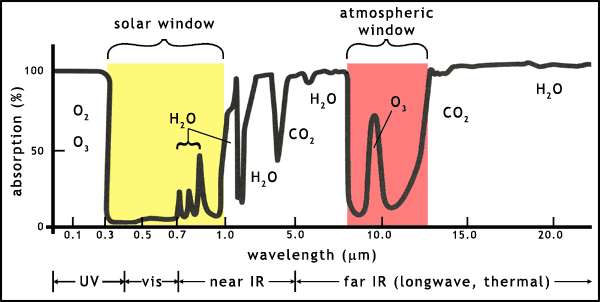 solar window
atmospheric
window
absorption (%)
100
50
0
O₂
O₃
H₂O
H₂O
CO₂
H₂O
O₃
CO₂
H₂O
0.1 0.3 0.5 0.7 1.0 5.0 10.0 15.0 20.0
wavelength (µm)
UV vis near IR far IR (longwave, thermal)